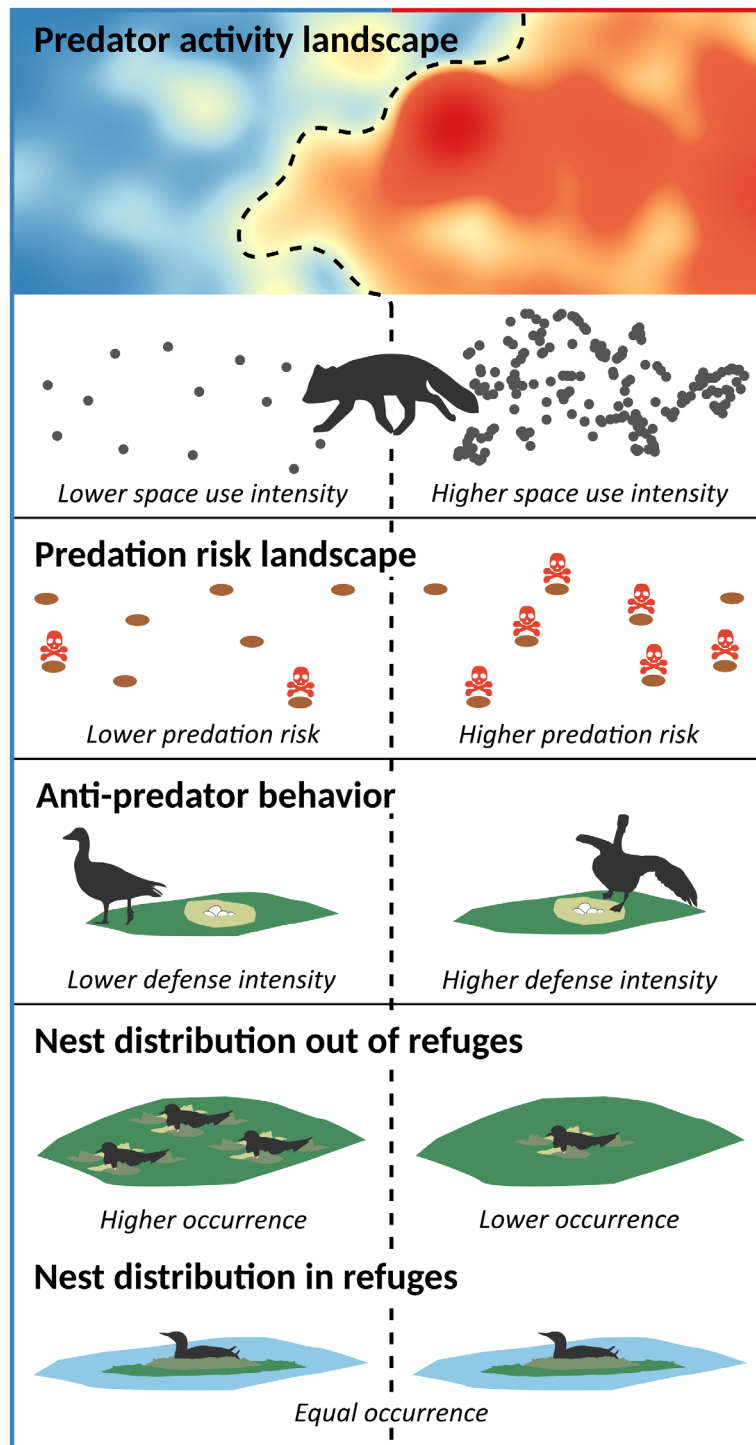 Predator activity landscape
Lower space use intensity
Higher space use intensity
Predation risk landscape
Lower predation risk
Higher predation risk
Anti-predator behavior
Lower defense intensity
Higher defense intensity
Nest distribution out of refuges
Higher occurrence
Lower occurrence
Nest distribution in refuges
Equal occurrence